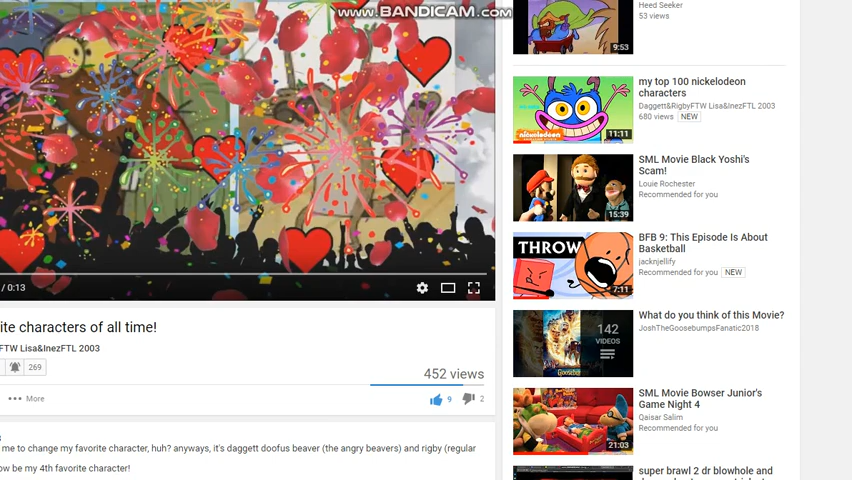 www.BANDICAM.com
/ 0:13
ite characters of all time!
FTW Lisa&InezFTL 2003
269
452 views
More
9
2
me to change my favorite character, huh? anyways, it's daggett doofus beaver (the angry beavers) and rigby (regular
ow be my 4th favorite character!
Heed Seeker
53 views
9:53
my top 100 nickelodeon
characters
Daggett&RigbyFTW Lisa&InezFTL 2003
680 views NEW
nickelodeon
11:11
SML Movie Black Yoshi's
Scam!
Louie Rochester
Recommended for you
15:39
BFB 9: This Episode Is About
Basketball
jacknjellify
Recommended for you NEW
THROW
7:11
What do you think of this Movie?
JoshTheGoosebumpsFanatic2018
142
VIDEOS
Goosebumps
SML Movie Bowser Junior's
Game Night 4
Qaisar Salim
Recommended for you
21:03
super brawl 2 dr blowhole and